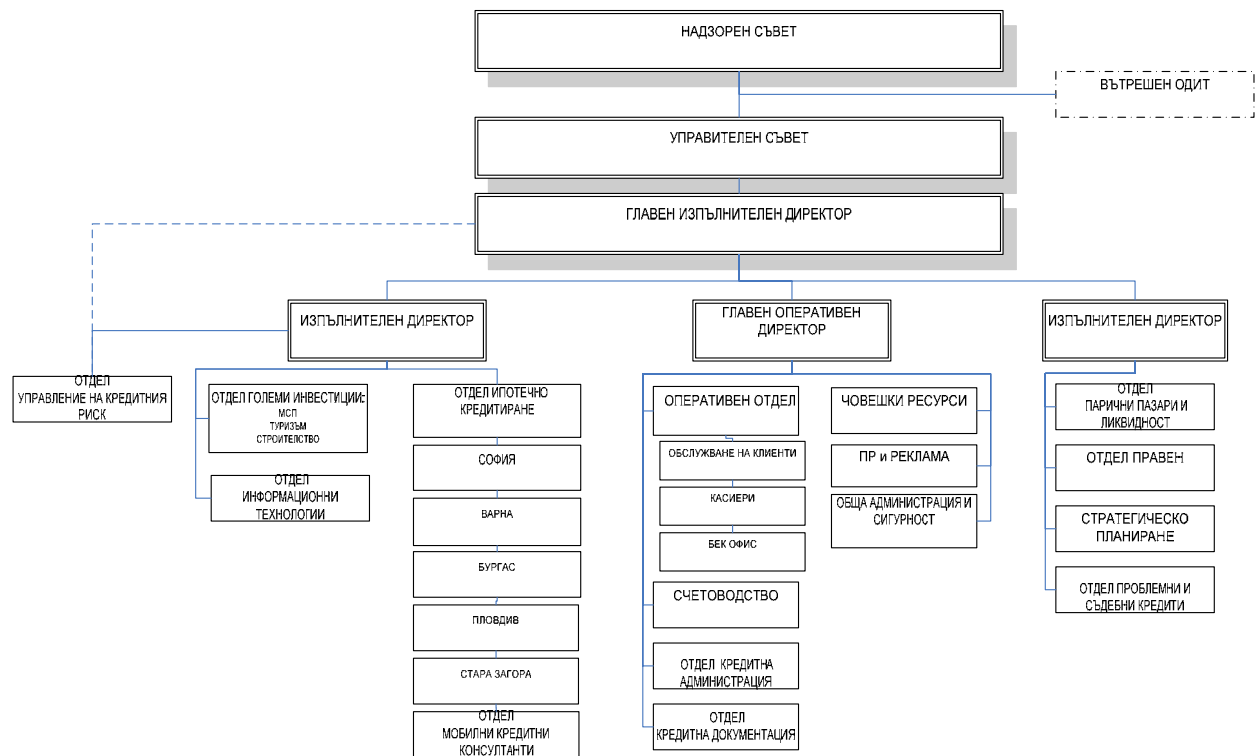 НАДЗОРЕН СЪВЕТ
ВЪТРЕШЕН ОДИТ
УПРАВИТЕЛЕН СЪВЕТ
ГЛАВЕН ИЗПЪЛНИТЕЛЕН ДИРЕКТОР
ИЗПЪЛНИТЕЛЕН ДИРЕКТОР
ГЛАВЕН ОПЕРАТИВЕН
ДИРЕКТОР
ИЗПЪЛНИТЕЛЕН ДИРЕКТОР
ОТДЕЛ
УПРАВЛЕНИЕ НА КРЕДИТНИЯ
РИСК
ОТДЕЛ ГОЛЕМИ ИНВЕСТИЦИИ:
МСП
ТУРИЗЪМ
СТРОИТЕЛСТВО
ОТДЕЛ
ИНФОРМАЦИОННИ
ТЕХНОЛОГИИ
ОТДЕЛ ИПОТЕЧНО
КРЕДИТИРАНЕ
СОФИЯ
ВАРНА
БУРГАС
ПЛОВДИВ
СТАРА ЗАГОРА
ОТДЕЛ
МОБИЛНИ КРЕДИТНИ
КОНСУЛТАНТИ
ОПЕРАТИВЕН ОТДЕЛ
ОБСЛУЖВАНЕ НА КЛИЕНТИ
КАСИЕРИ
БЕК ОФИС
СЧЕТОВОДСТВО
ОТДЕЛ КРЕДИТНА
АДМИНИСТРАЦИЯ
ОТДЕЛ
КРЕДИТНА ДОКУМЕНТАЦИЯ
ЧОВЕШКИ РЕСУРСИ
ПР и РЕКЛАМА
ОБЩА АДМИНИСТРАЦИЯ И
СИГУРНОСТ
ОТДЕЛ
ПАРИЧНИ ПАЗАРИ И
ЛИКВИДНОСТ
ОТДЕЛ ПРАВЕН
СТРАТЕГИЧЕСКО
ПЛАНИРАНЕ
ОТДЕЛ ПРОБЛЕМНИ И
СЪДЕБНИ КРЕДИТИ